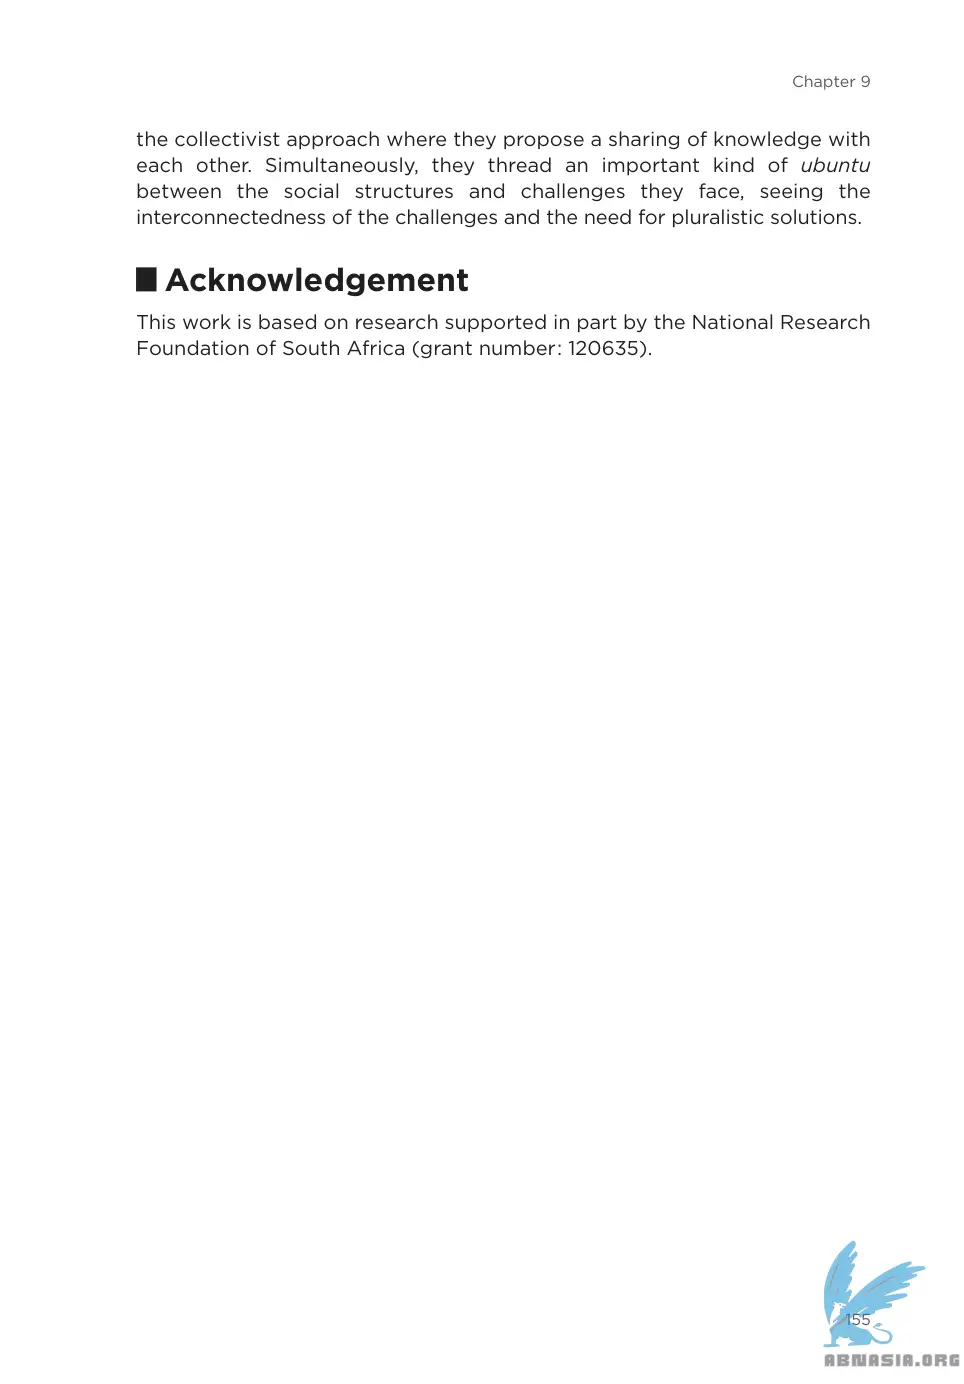 Chapter 9
the collectivist approach where they propose a sharing of knowledge with
each other. Simultaneously, they thread an important kind of ubuntu
between the social structures and challenges they face, seeing the
interconnectedness of the challenges and the need for pluralistic solutions.
Acknowledgement
This work is based on research supported in part by the National Research
Foundation of South Africa (grant number: 120635).
155
ABNASIA.ORG